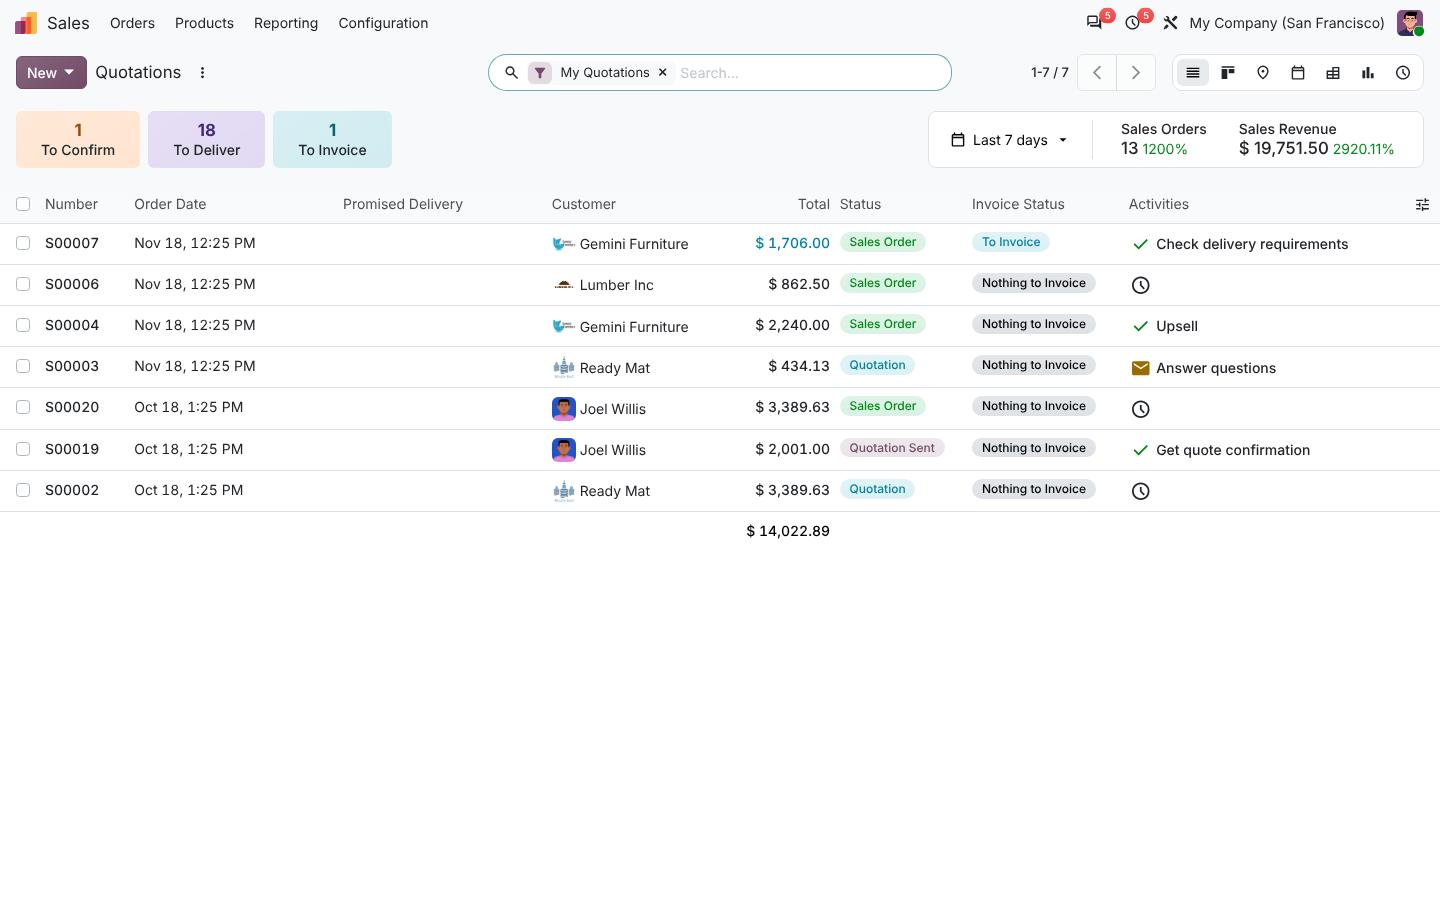 Sales Orders Products Reporting Configuration 5 5 My Company (San Francisco)
New Quotations My Quotations Search... 1-7 / 7
1 18 1
To Confirm To Deliver To Invoice
Last 7 days Sales Orders Sales Revenue
13 1200% $ 19,751.50 2920.11%
Number Order Date Promised Delivery Customer Total Status Invoice Status Activities
S00007 Nov 18, 12:25 PM Gemini Furniture $ 1,706.00 Sales Order To Invoice Check delivery requirements
S00006 Nov 18, 12:25 PM Lumber Inc $ 862.50 Sales Order Nothing to Invoice
S00004 Nov 18, 12:25 PM Gemini Furniture $ 2,240.00 Sales Order Nothing to Invoice Upsell
S00003 Nov 18, 12:25 PM Ready Mat $ 434.13 Quotation Nothing to Invoice Answer questions
S00020 Oct 18, 1:25 PM Joel Willis $ 3,389.63 Sales Order Nothing to Invoice
S00019 Oct 18, 1:25 PM Joel Willis $ 2,001.00 Quotation Sent Nothing to Invoice Get quote confirmation
S00002 Oct 18, 1:25 PM Ready Mat $ 3,389.63 Quotation Nothing to Invoice
$ 14,022.89